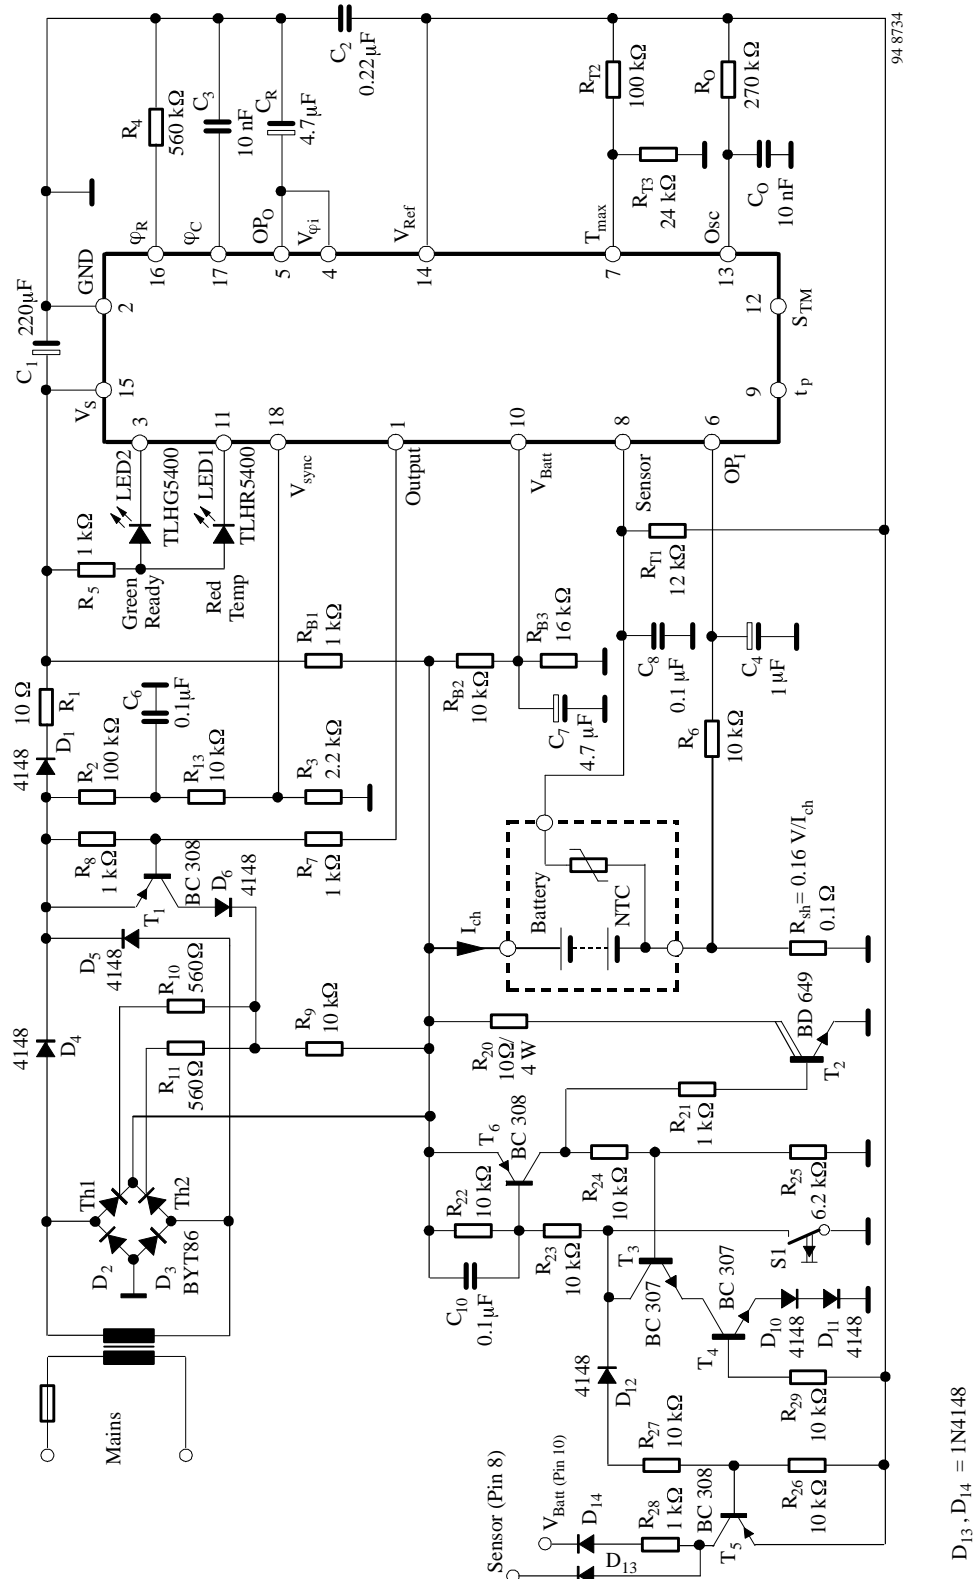 Mains
D2
D3
BYT86
Th1
Th2
4148
D4
R11
560Ω
R10
560Ω
D5
4148
T1
BC 308
D6
4148
R9
10 kΩ
R8
1 kΩ
R7
1 kΩ
R2
100 kΩ
R13
10 kΩ
R3
2.2 kΩ
C6
0.1µF
4148
D1
10 Ω
R1
RB1
1 kΩ
R5
1 kΩ
Green
Ready
Red
Temp
LED2
TLHG5400
LED1
TLHR5400
C1
220µF
VS
15
GND
2
3
11
18
Vsync
1
Output
10
VBatt
8
Sensor
6
OPI
9
tp
12
STM
16
φR
17
φC
5
OPO
4
Vφi
14
VRef
7
Tmax
13
Osc
R4
560 kΩ
C3
10 nF
CR
4.7µF
C2
0.22µF
RT2
100 kΩ
RT3
24 kΩ
RO
270 kΩ
CO
10 nF
94 8734
C10
0.1µF
R22
10 kΩ
T6
BC 308
R23
10 kΩ
R24
10 kΩ
R20
10Ω/
4 W
R21
1 kΩ
T2
BD 649
R25
6.2 kΩ
S1
T3
BC 307
T4
BC 307
D10
4148
D11
4148
R29
10 kΩ
4148
D12
R27
10 kΩ
R26
10 kΩ
T5
BC 308
R28
1 kΩ
D14
D13
VBatt (Pin 10)
Sensor (Pin 8)
Ich
Battery
NTC
Rsh= 0.16 V/Ich
0.1Ω
RB2
10 kΩ
RB3
16 kΩ
C7
4.7 µF
C8
0.1 µF
R6
10 kΩ
C4
1 µF
RT1
12 kΩ
D13 , D14 = 1N4148